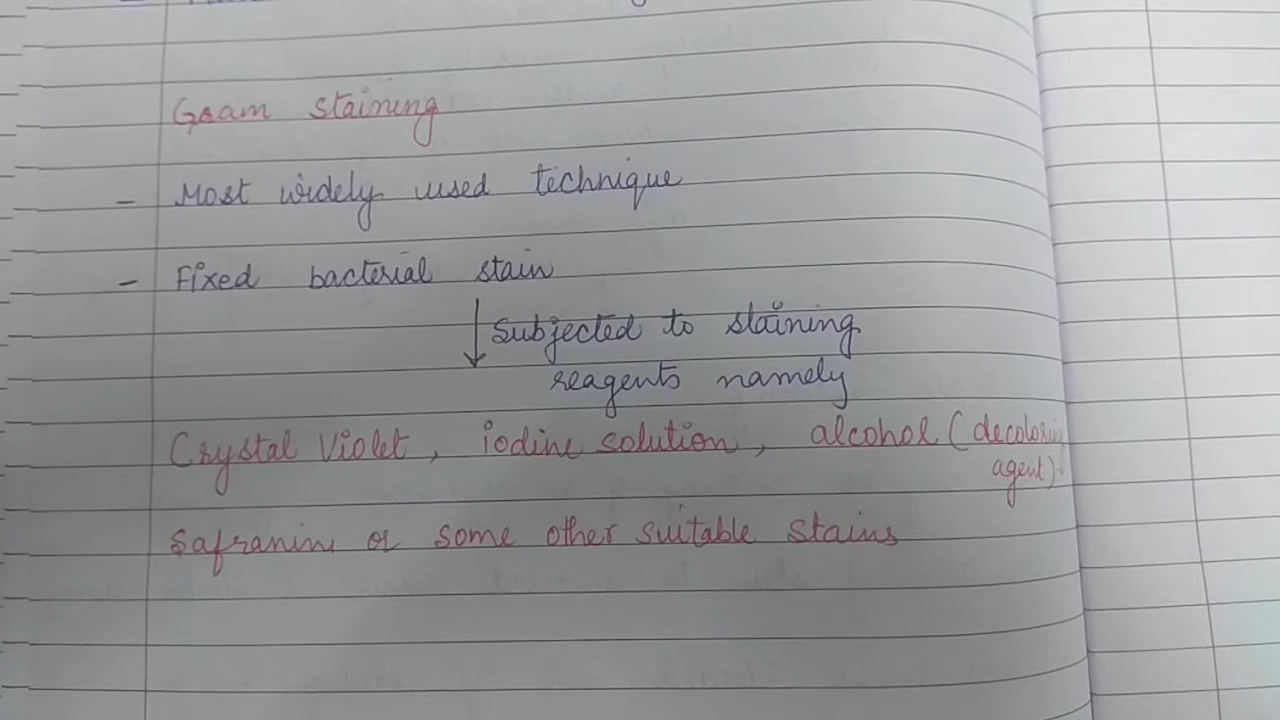 Gram staining
- Most widely used technique
- Fixed bacterial stain
↓ subjected to staining
reagents namely
Crystal Violet, iodine solution, alcohol (decolosing
agent)
Safranin or some other suitable stains